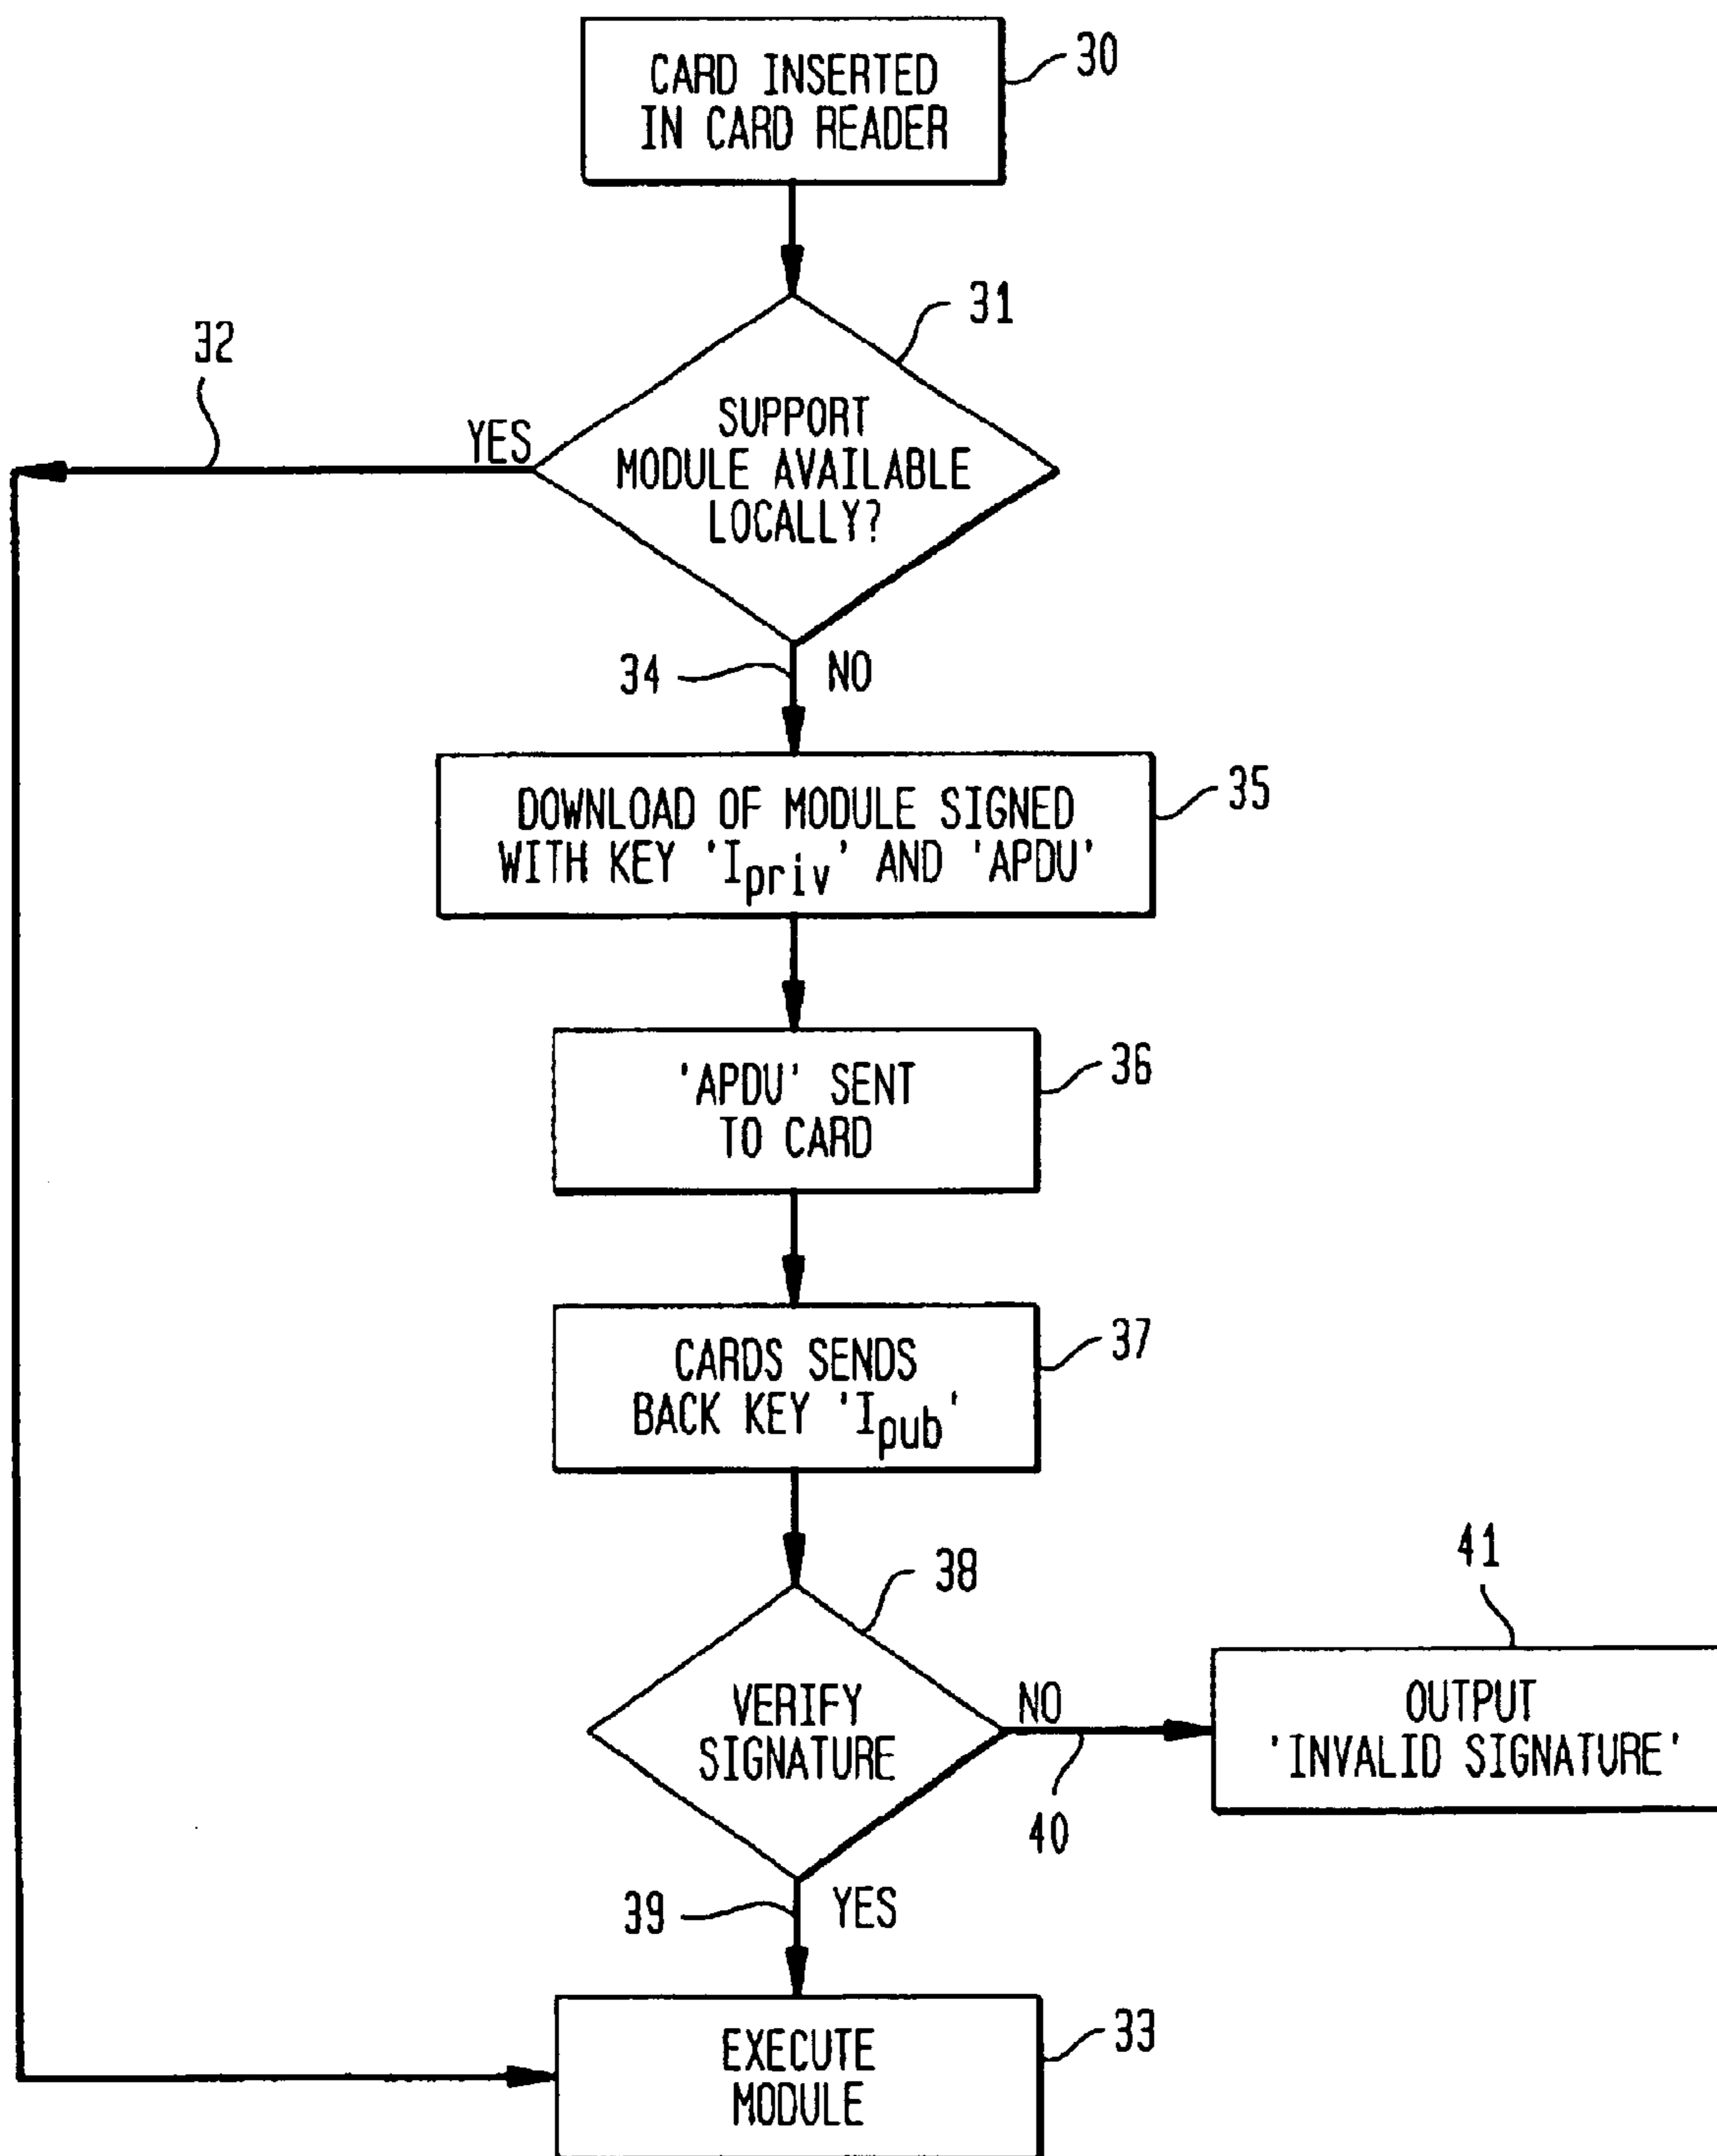 CARD INSERTED
IN CARD READER
30
31
32
YES
SUPPORT
MODULE AVAILABLE
LOCALLY?
34
NO
DOWNLOAD OF MODULE SIGNED
WITH KEY 'Ipriv' AND 'APDU'
35
'APDU' SENT
TO CARD
36
CARDS SENDS
BACK KEY 'Ipub'
37
38
VERIFY
SIGNATURE
NO
40
41
OUTPUT
'INVALID SIGNATURE'
39
YES
EXECUTE
MODULE
33